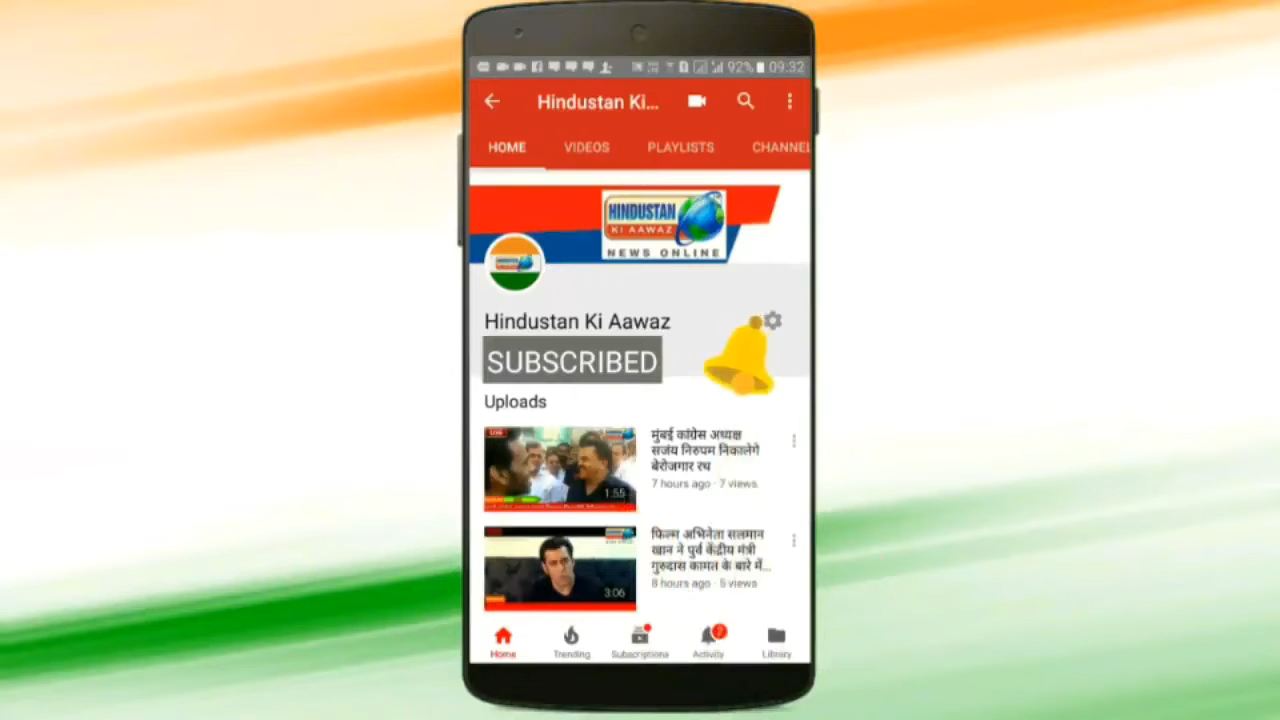 92% 09:32
Hindustan Ki...
HOME VIDEOS PLAYLISTS CHANNEL
HINDUSTAN
KI AAWAZ
NEWS ONLINE
Hindustan Ki Aawaz
SUBSCRIBED
Uploads
मुंबई कांग्रेस अध्यक्ष
सजंय निरुपम निकालेगे
बेरोजगार रथ
7 hours ago · 7 views
1:55
फिल्म अभिनेता सलमान
खान ने पुर्व केंद्रीय मंत्री
गुरुदास कामत के बारे में...
8 hours ago · 5 views
3:06
Home Trending Subscriptions Activity Library
7